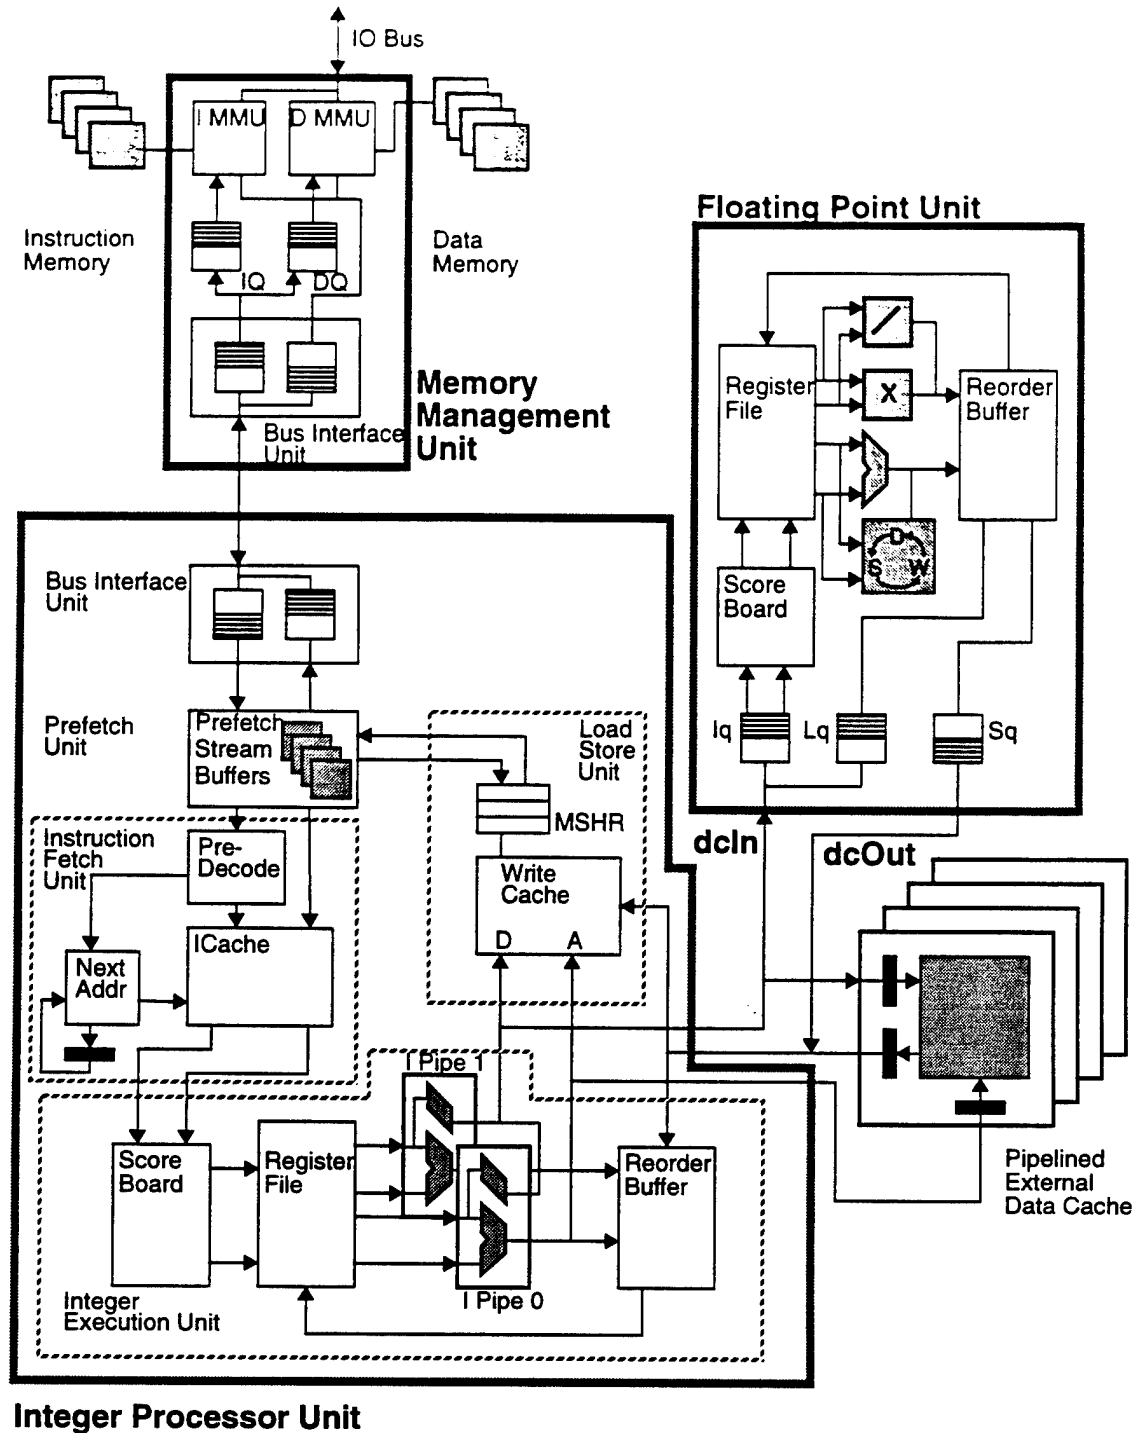 IO Bus
I MMU
D MMU
Instruction
Memory
Data
Memory
IQ
DQ
Bus Interface
Unit
Memory
Management
Unit
Floating Point Unit
Register
File
/
X
Reorder
Buffer
D
S W
Score
Board
Iq
Lq
Sq
Bus Interface
Unit
Prefetch
Unit
Prefetch
Stream
Buffers
Load
Store
Unit
MSHR
Write
Cache
D A
dcIn
dcOut
Instruction
Fetch
Unit
Pre-
Decode
ICache
Next
Addr
I Pipe 1
Score
Board
Register
File
Reorder
Buffer
I Pipe 0
Integer
Execution Unit
Pipelined
External
Data Cache
Integer Processor Unit